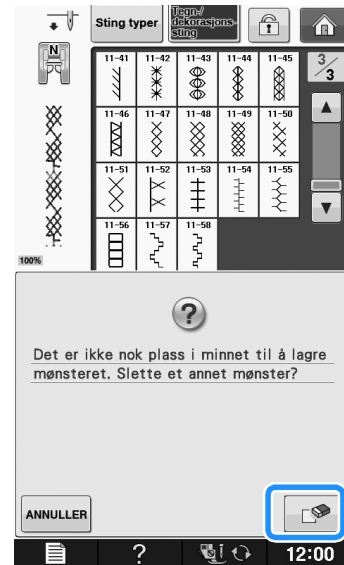 Sting typer
Tegn-/
dekorasjons-
sting
N
11-41 11-42 11-43 11-44 11-45
3/3
11-46 11-47 11-48 11-49 11-50
11-51 11-52 11-53 11-54 11-55
11-56 11-57 11-58
100%
?
Det er ikke nok plass i minnet til å lagre
mønsteret. Slette et annet mønster?
ANNULLER
? 12:00